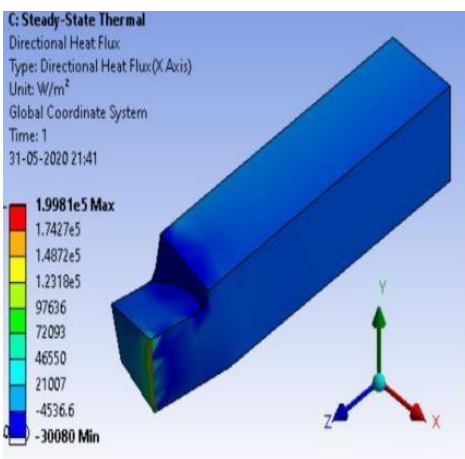 C: Steady-State Thermal
Directional Heat Flux
Type: Directional Heat Flux(X Axis)
Unit: W/m²
Global Coordinate System
Time: 1
31-05-2020 21:41
1.9981e5 Max
1.7427e5
1.4872e5
1.2318e5
97636
72093
46550
21007
-4536.6
-30080 Min
Y
Z
X